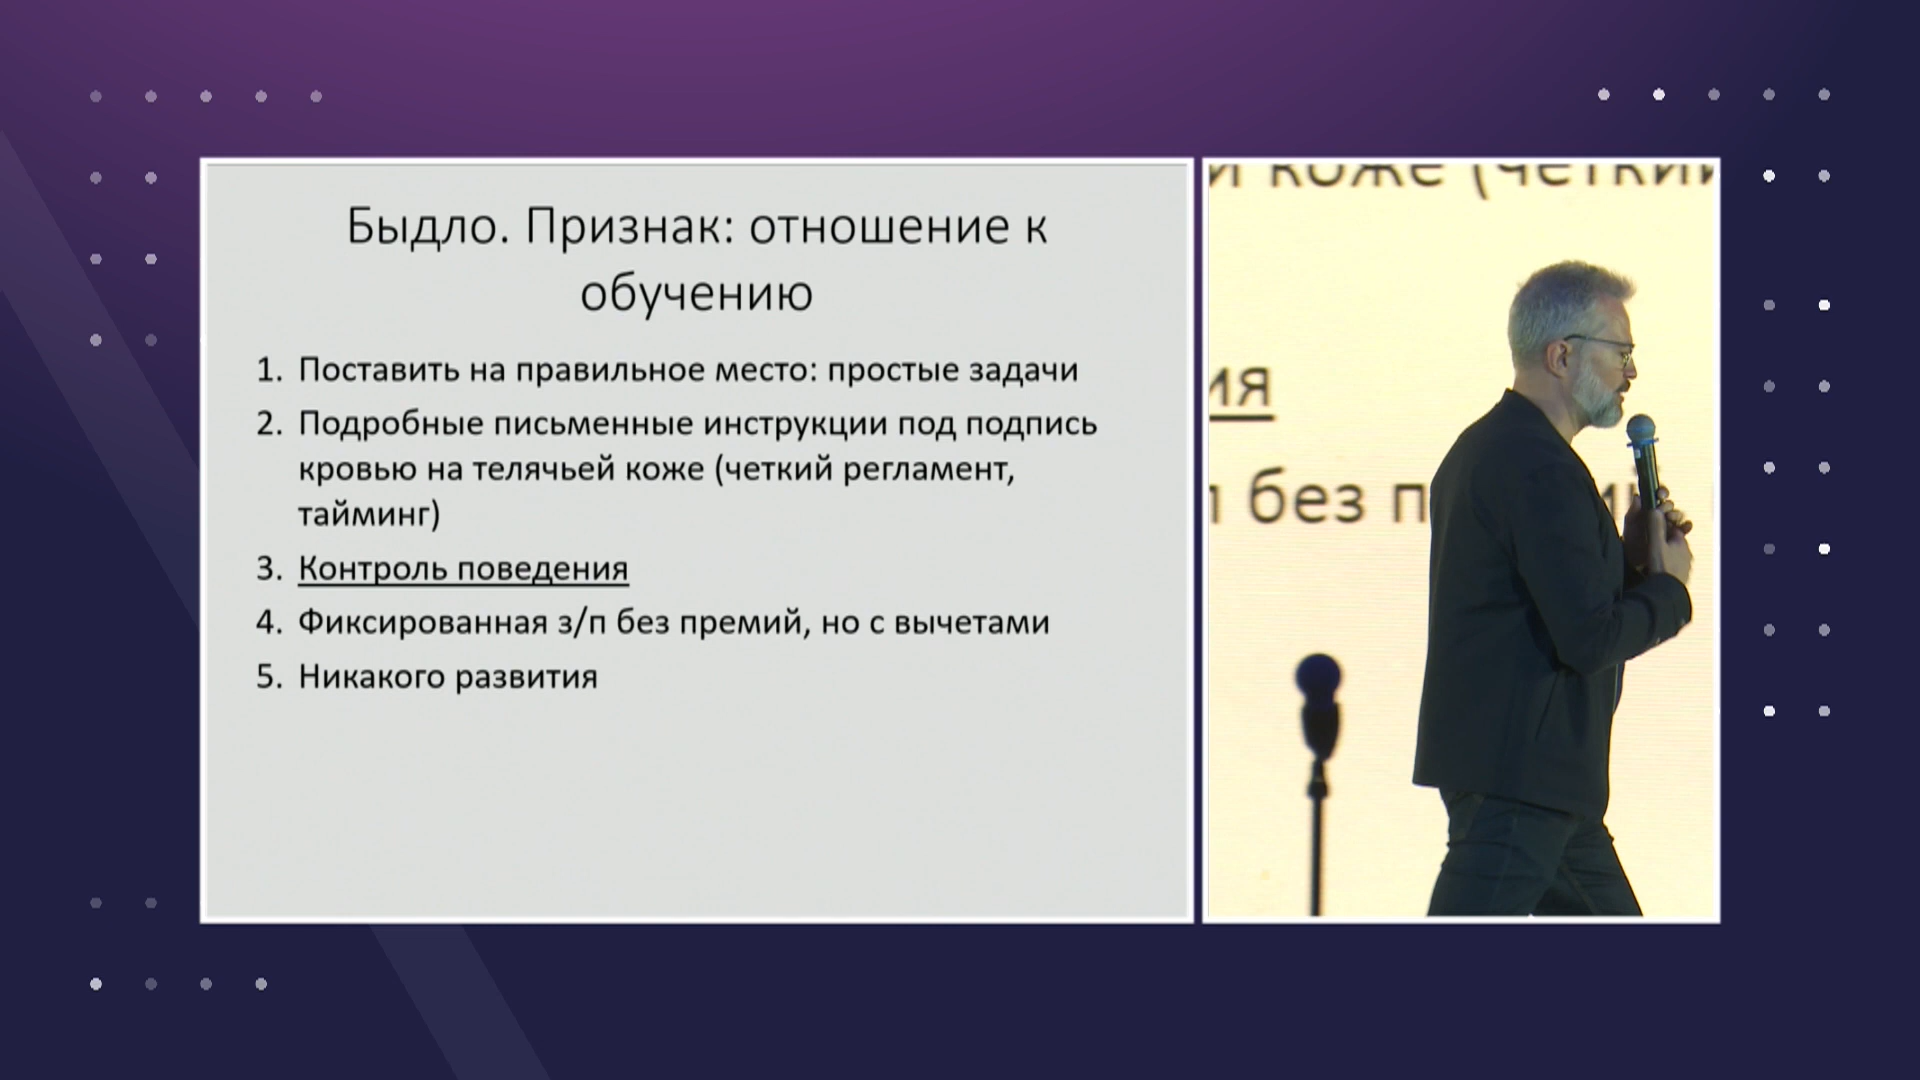 Быдло. Признак: отношение к
обучению
1. Поставить на правильное место: простые задачи
2. Подробные письменные инструкции под подпись
кровью на телячьей коже (четкий регламент,
тайминг)
3. Контроль поведения
4. Фиксированная з/п без премий, но с вычетами
5. Никакого развития
и коже (четкий
ия
п без п